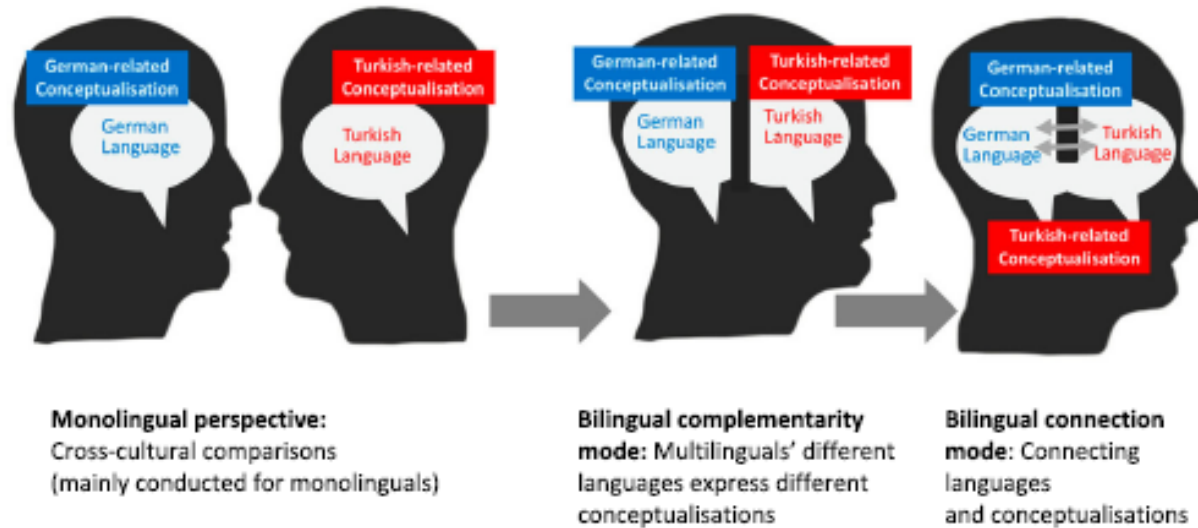 German-related
Conceptualisation
German
Language
Turkish-related
Conceptualisation
Turkish
Language
German-related
Conceptualisation
German
Language
Turkish-related
Conceptualisation
Turkish
Language
German-related
Conceptualisation
German
Language
Turkish
Language
Turkish-related
Conceptualisation
Monolingual perspective:
Cross-cultural comparisons
(mainly conducted for monolinguals)
Bilingual complementarity
mode: Multilinguals' different
languages express different
conceptualisations
Bilingual connection
mode: Connecting
languages
and conceptualisations